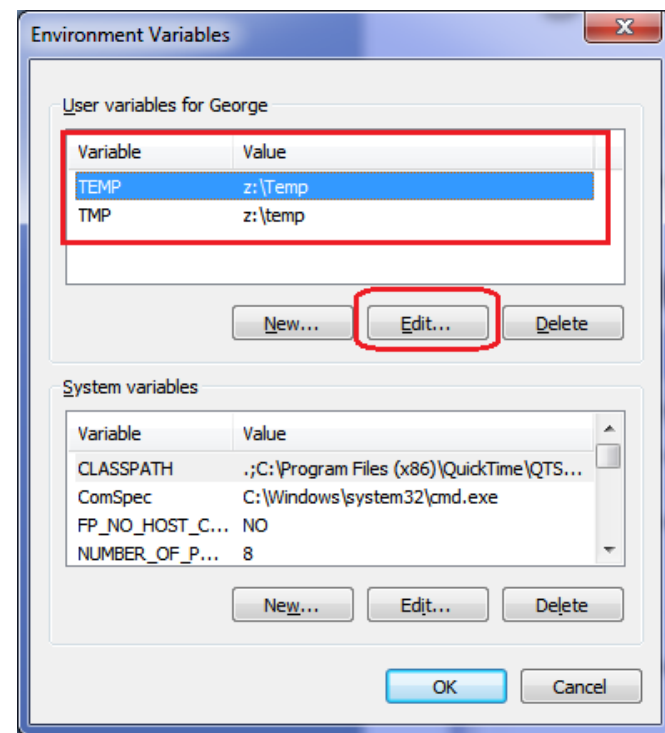 Environment Variables
User variables for George
Variable Value
TEMP z:\Temp
TMP z:\temp
New... Edit... Delete
System variables
Variable Value
CLASSPATH .;C:\Program Files (x86)\QuickTime\QTS...
ComSpec C:\Windows\system32\cmd.exe
FP_NO_HOST_C... NO
NUMBER_OF_P... 8
New... Edit... Delete
OK Cancel